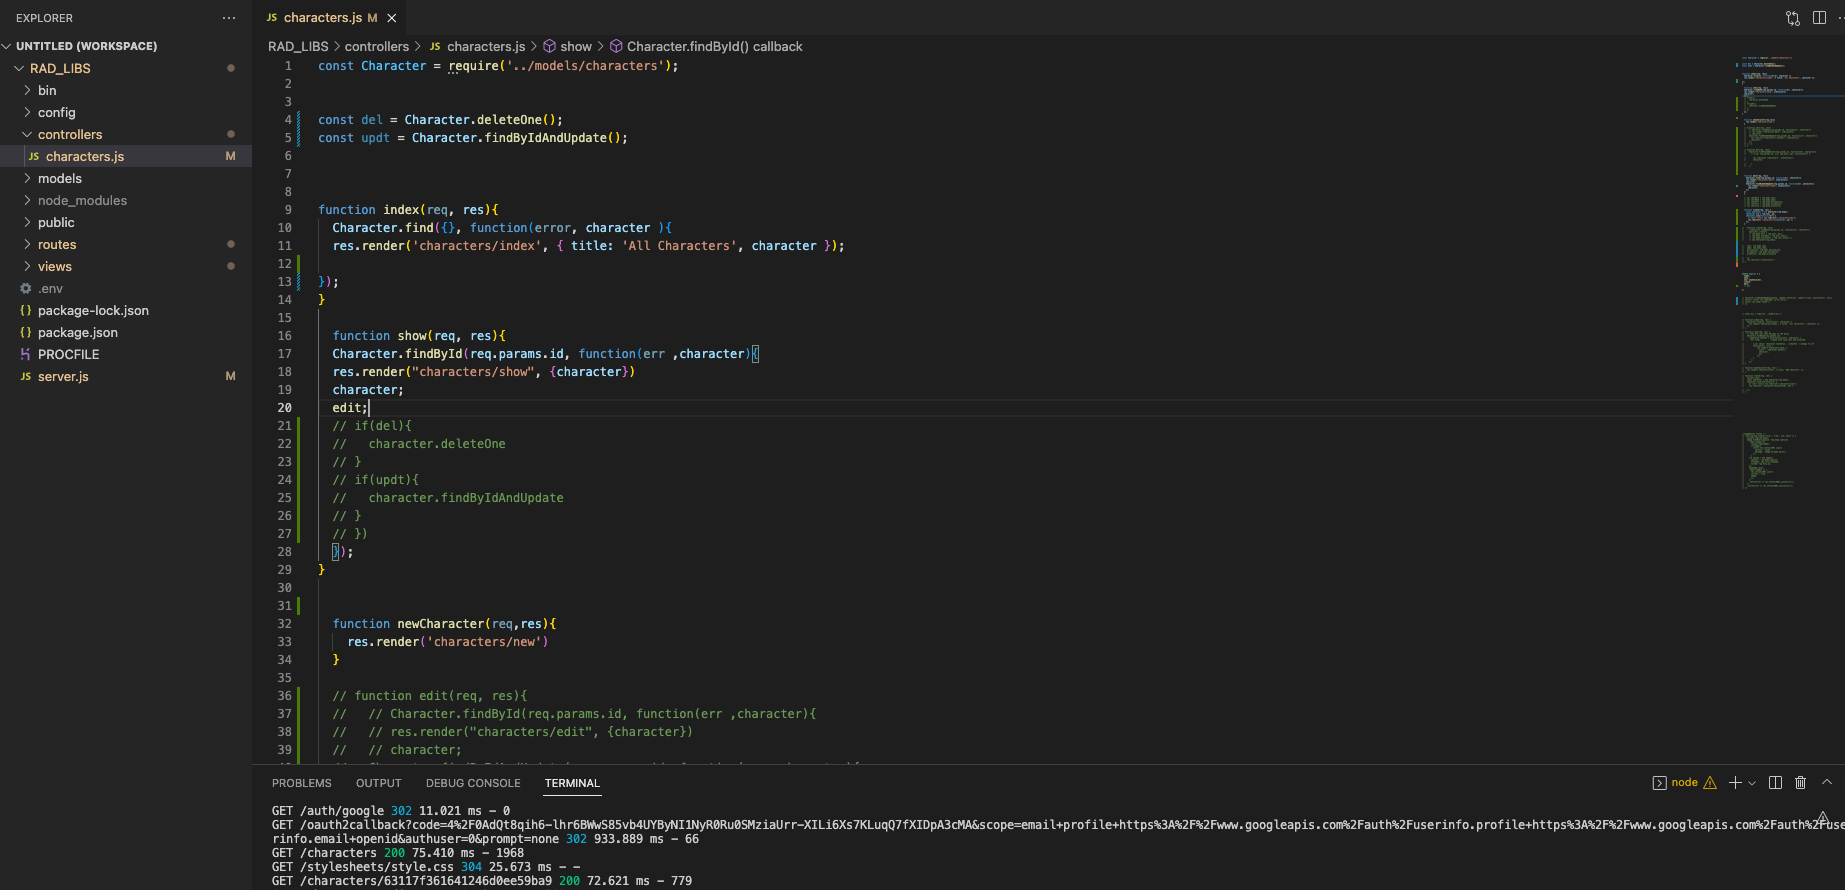 EXPLORER
UNTITLED (WORKSPACE)
RAD_LIBS
bin
config
controllers
JS characters.js M
models
node_modules
public
routes
views
.env
{} package-lock.json
{} package.json
PROCFILE
JS server.js M
JS characters.js M
RAD_LIBS > controllers > JS characters.js > show > Character.findById() callback
1 const Character = require('../models/characters');
2
3
4 const del = Character.deleteOne();
5 const updt = Character.findByIdAndUpdate();
6
7
8
9 function index(req, res){
10 Character.find({}, function(error, character ){
11 res.render('characters/index', { title: 'All Characters', character });
12
13 });
14 }
15
16 function show(req, res){
17 Character.findById(req.params.id, function(err ,character){
18 res.render("characters/show", {character})
19 character;
20 edit;
21 // if(del){
22 //   character.deleteOne
23 // }
24 // if(updt){
25 //   character.findByIdAndUpdate
26 // }
27 // })
28 });
29 }
30
31
32 function newCharacter(req,res){
33 res.render('characters/new')
34 }
35
36 // function edit(req, res){
37 //   // Character.findById(req.params.id, function(err ,character){
38 //   // res.render("characters/edit", {character})
39 //   // character;
PROBLEMS OUTPUT DEBUG CONSOLE TERMINAL
node
GET /auth/google 302 11.021 ms - 0
GET /oauth2callback?code=4%2F0AdQt8qih6-lhr6BWwS85vb4UYByNI1NyR0Ru0SMziaUrr-XILi6Xs7KLuqQ7fXIDpA3cMA&scope=email+profile+https%3A%2F%2Fwww.googleapis.com%2Fauth%2Fuserinfo.profile+https%3A%2F%2Fwww.googleapis.com%2Fauth%2Fuse
rinfo.email+openid&authuser=0&prompt=none 302 933.889 ms - 66
GET /characters 200 75.410 ms - 1968
GET /stylesheets/style.css 304 25.673 ms - -
GET /characters/63117f361641246d0ee59ba9 200 72.621 ms - 779